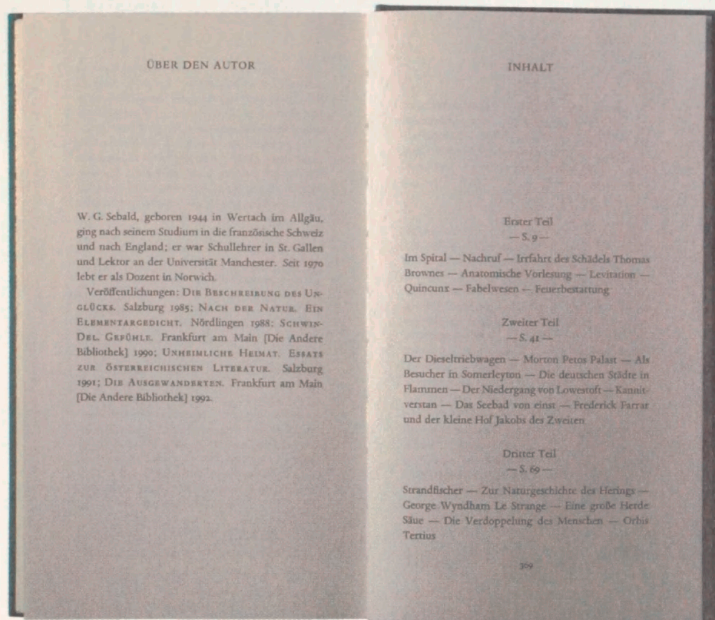 ÜBER DEN AUTOR
W. G. Sebald, geboren 1944 in Wertach im Allgäu,
ging nach seinem Studium in die französische Schweiz
und nach England; er war Schullehrer in St. Gallen
und Lektor an der Universität Manchester. Seit 1970
lebt er als Dozent in Norwich.
Veröffentlichungen: DIE BESCHREIBUNG DES UN-
GLÜCKS. Salzburg 1985; NACH DER NATUR. EIN
ELEMENTARGEDICHT. Nördlingen 1988; SCHWIN-
DEL. GEFÜHLE. Frankfurt am Main [Die Andere
Bibliothek] 1990; UNHEIMLICHE HEIMAT. ESSAYS
ZUR ÖSTERREICHISCHEN LITERATUR. Salzburg
1991; DIE AUSGEWANDERTEN. Frankfurt am Main
[Die Andere Bibliothek] 1992.
INHALT
Erster Teil
— S. 9 —
Im Spital — Nachruf — Irrfahrt des Schädels Thomas
Brownes — Anatomische Vorlesung — Levitation —
Quincunx — Fabelwesen — Feuerbestattung
Zweiter Teil
— S. 41 —
Der Dieseltriebwagen — Morton Petos Palast — Als
Besucher in Somerleyton — Die deutschen Städte in
Flammen — Der Niedergang von Lowestoft — Kannit-
verstan — Das Seebad von einst — Frederick Farrar
und der kleine Hof Jakobs des Zweiten
Dritter Teil
— S. 69 —
Strandfischer — Zur Naturgeschichte des Herings —
George Wyndham Le Strange — Eine große Herde
Säue — Die Verdoppelung des Menschen — Orbis
Tertius